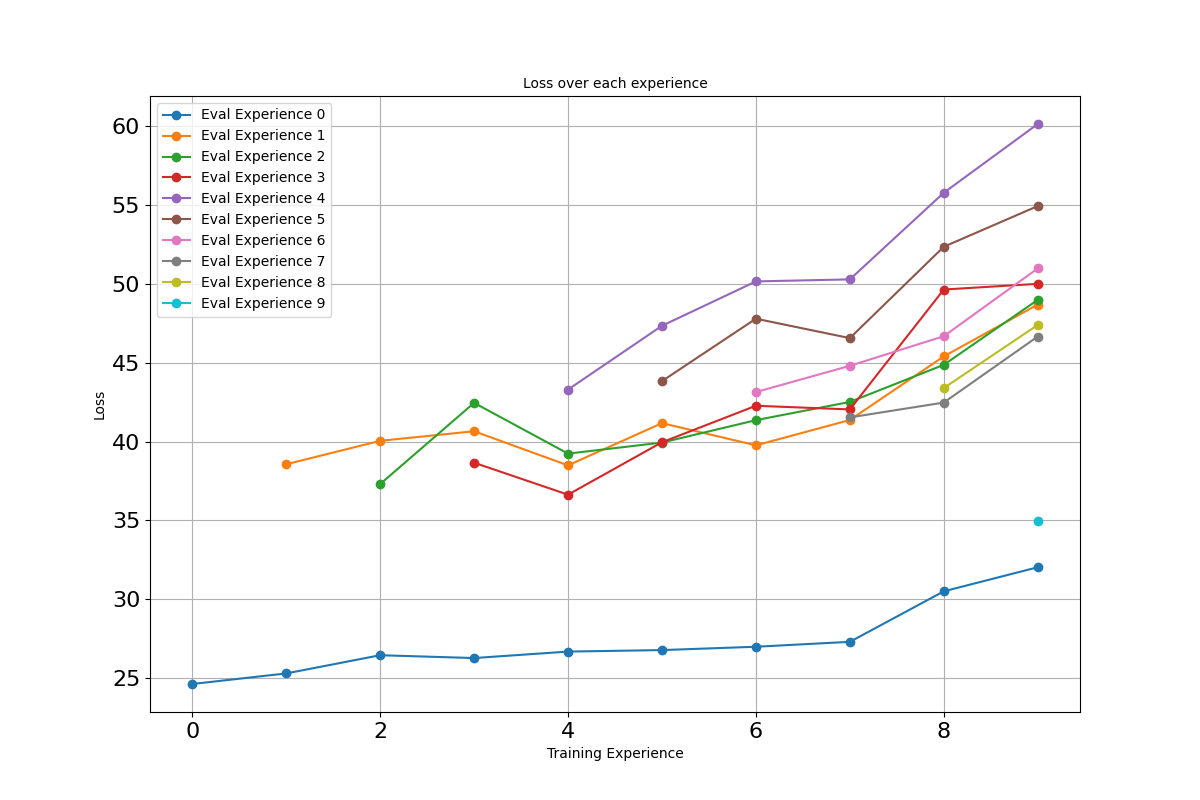 Loss over each experience
Eval Experience 0
Eval Experience 1
Eval Experience 2
Eval Experience 3
Eval Experience 4
Eval Experience 5
Eval Experience 6
Eval Experience 7
Eval Experience 8
Eval Experience 9
60
55
50
45
40
35
30
25
Loss
0 2 4 6 8
Training Experience